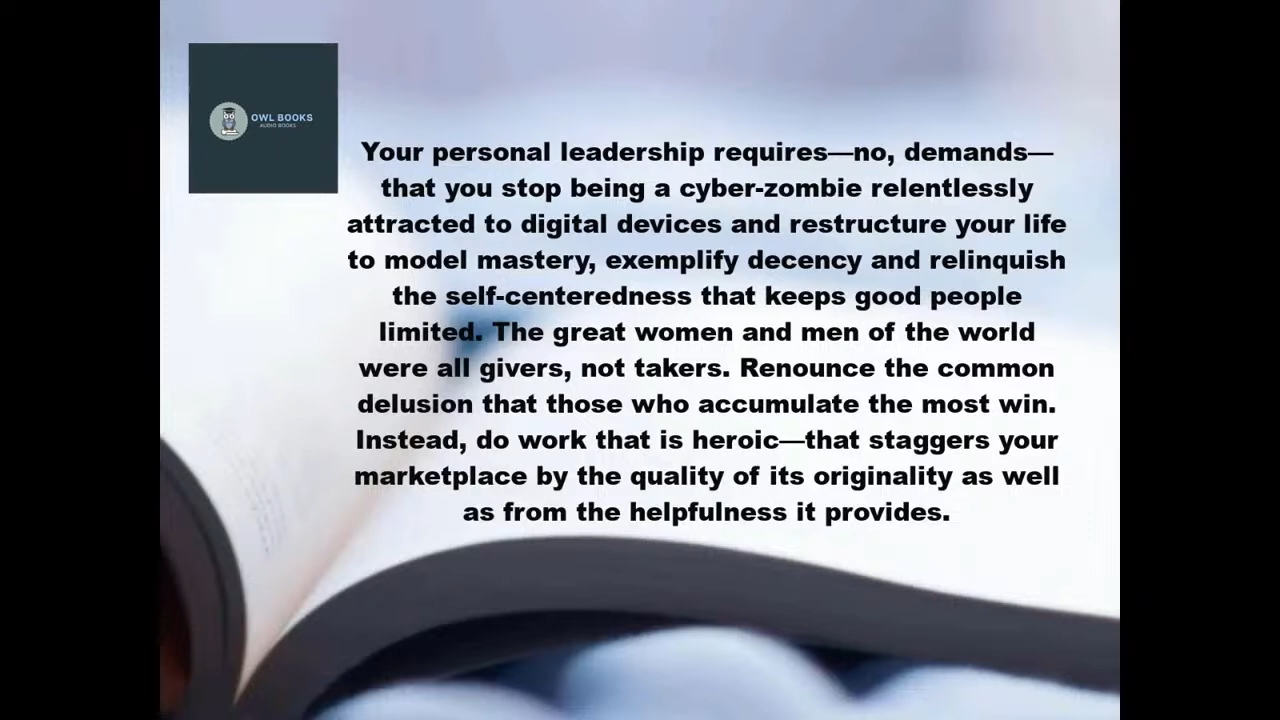 OWL BOOKS
AUDIO BOOKS
Your personal leadership requires—no, demands—
that you stop being a cyber-zombie relentlessly
attracted to digital devices and restructure your life
to model mastery, exemplify decency and relinquish
the self-centeredness that keeps good people
limited. The great women and men of the world
were all givers, not takers. Renounce the common
delusion that those who accumulate the most win.
Instead, do work that is heroic—that staggers your
marketplace by the quality of its originality as well
as from the helpfulness it provides.